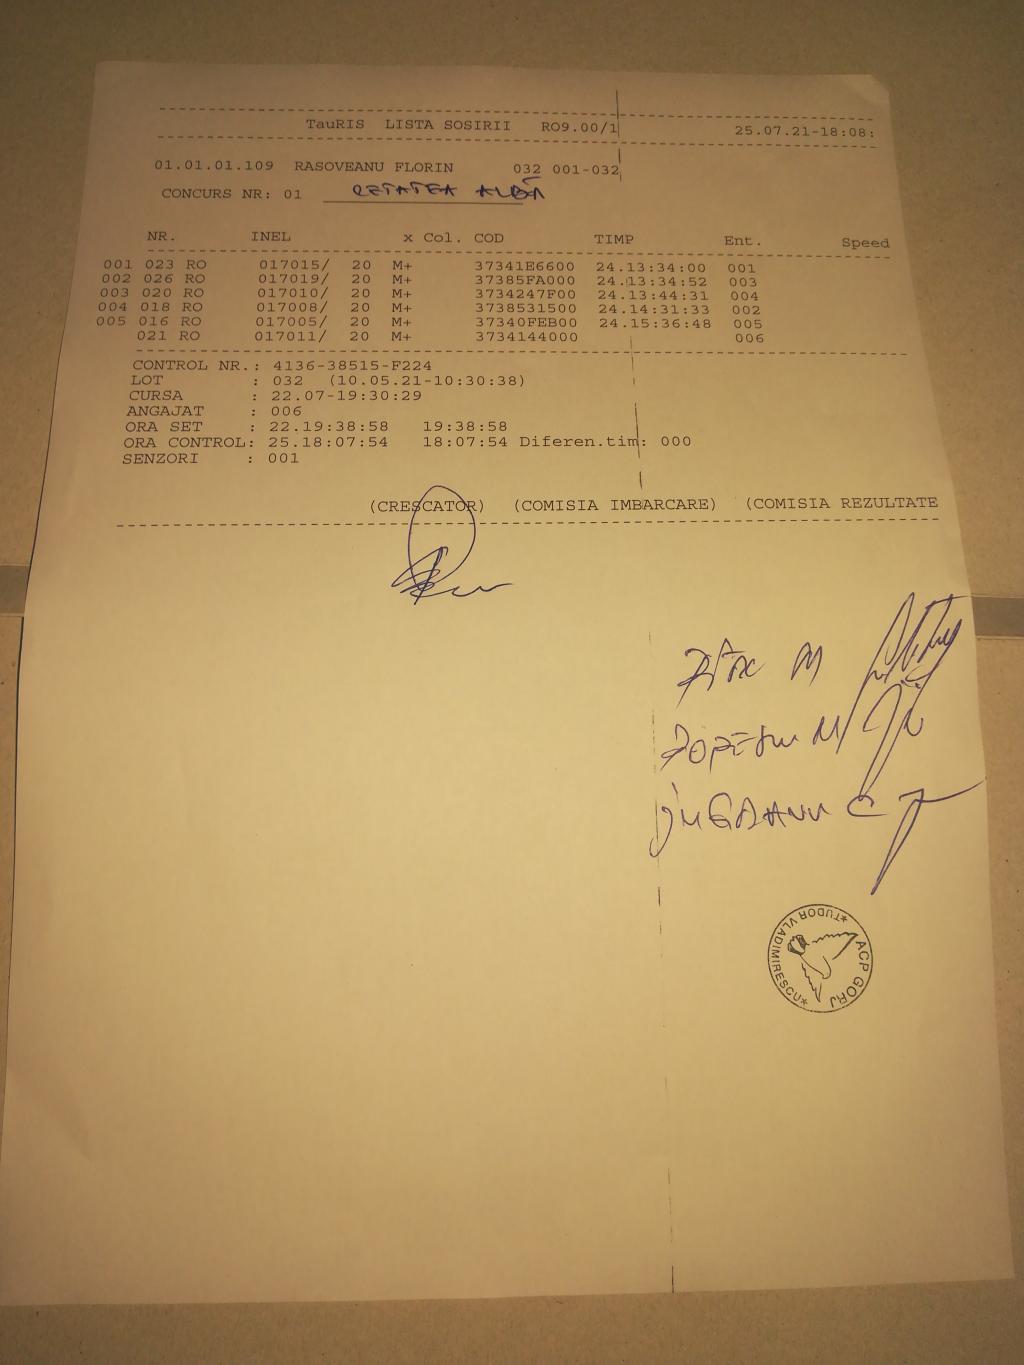 TauRIS LISTA SOSIRII RO9.00/1 25.07.21-18:08:
01.01.01.109 RASOVEANU FLORIN 032 001-032
CONCURS NR: 01 CETATEA ALBĂ
NR. INEL x Col. COD TIMP Ent. Speed
001 023 RO 017015/ 20 M+ 37341E6600 24.13:34:00 001
002 026 RO 017019/ 20 M+ 37385FA000 24.13:34:52 003
003 020 RO 017010/ 20 M+ 3734247F00 24.13:44:31 004
004 018 RO 017008/ 20 M+ 3738531500 24.14:31:33 002
005 016 RO 017005/ 20 M+ 37340FEB00 24.15:36:48 005
021 RO 017011/ 20 M+ 3734144000 006
CONTROL NR.: 4136-38515-F224
LOT : 032 (10.05.21-10:30:38)
CURSA : 22.07-19:30:29
ANGAJAT : 006
ORA SET : 22.19:38:58 19:38:58
ORA CONTROL: 25.18:07:54 18:07:54 Diferen.tim: 000
SENZORI : 001
(CRESCATOR) (COMISIA IMBARCARE) (COMISIA REZULTATE
M
POPESCU M
C
ACP GORJ
*TUDOR VLADIMIRESCU*